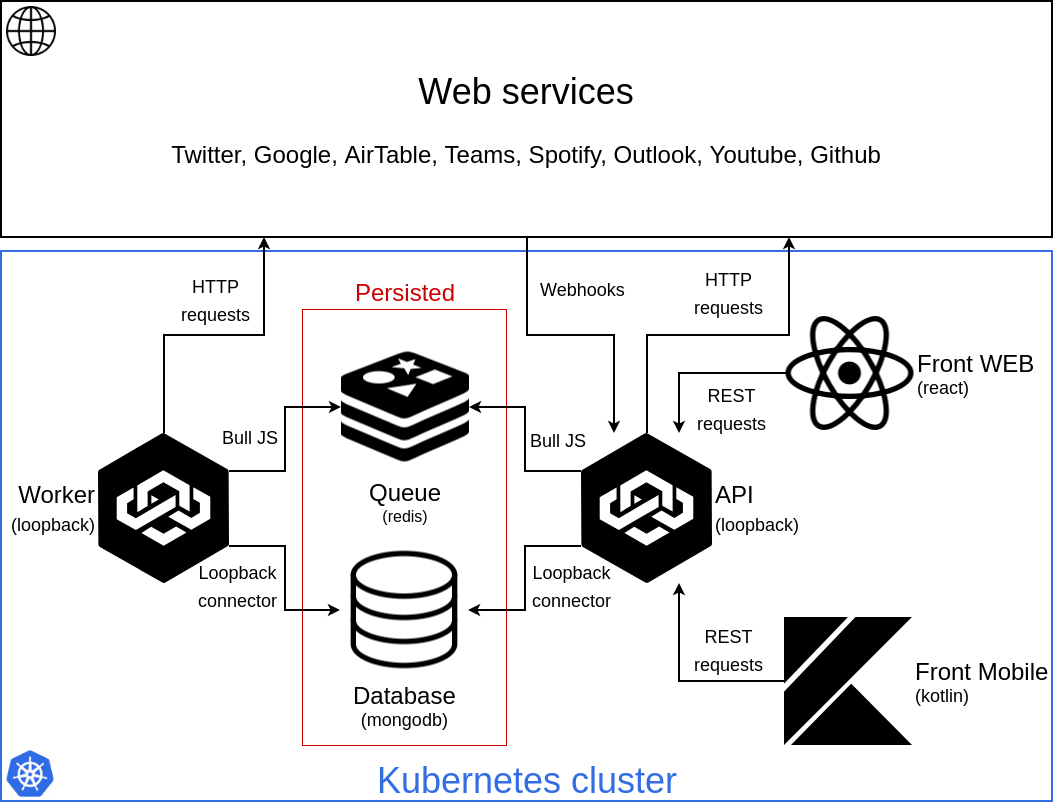 Web services
Twitter, Google, AirTable, Teams, Spotify, Outlook, Youtube, Github
HTTP
requests
Persisted
Webhooks
HTTP
requests
Front WEB
(react)
REST
requests
Bull JS
Bull JS
Worker
(loopback)
Queue
(redis)
API
(loopback)
Loopback
connector
Loopback
connector
REST
requests
Front Mobile
(kotlin)
Database
(mongodb)
Kubernetes cluster